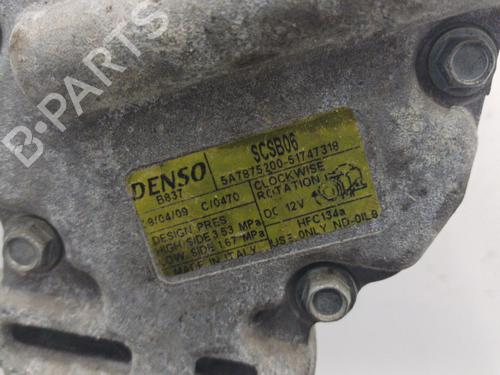 B-PARTS
DENSO
SCSB06
5A7875200-51747318
B837
CLOCKWISE
ROTATION
8/04/09 C/0470
DC 12V
DESIGN PRES
HIGH SIDE 3.53 MPa
LOW SIDE 1.67 MPa
HFC134a
USE ONLY ND-OIL8
MADE IN ITALY